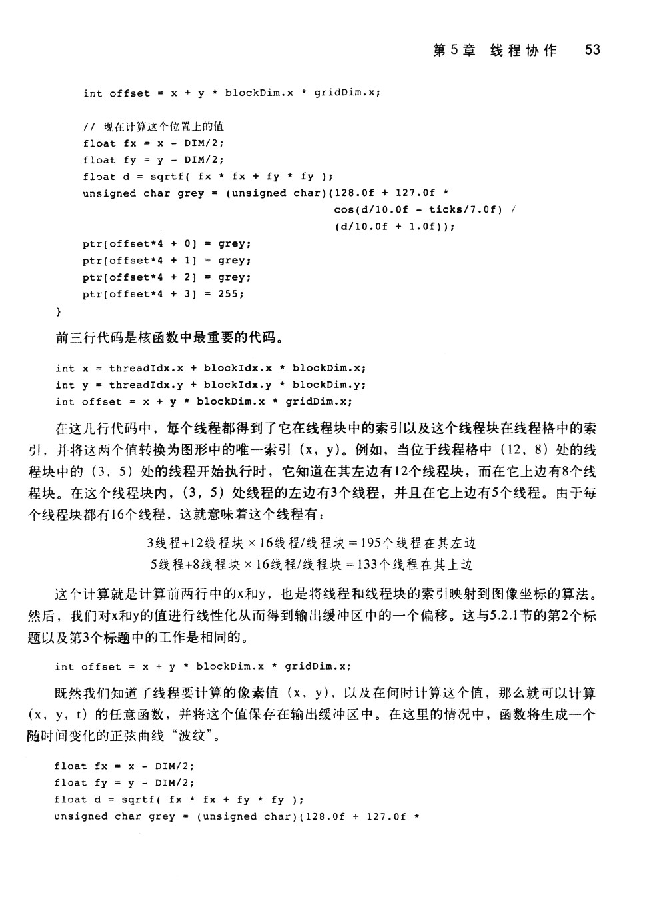 第5章 线程协作 53
int offset = x + y * blockDim.x * gridDim.x;
// 现在计算这个位置上的值
float fx = x - DIM/2;
float fy = y - DIM/2;
float d = sqrtf( fx * fx + fy * fy );
unsigned char grey = (unsigned char)(128.0f + 127.0f *
cos(d/10.0f - ticks/7.0f) /
(d/10.0f + 1.0f));
ptr[offset*4 + 0] = grey;
ptr[offset*4 + 1] = grey;
ptr[offset*4 + 2] = grey;
ptr[offset*4 + 3] = 255;
}
前三行代码是核函数中最重要的代码。
int x = threadIdx.x + blockIdx.x * blockDim.x;
int y = threadIdx.y + blockIdx.y * blockDim.y;
int offset = x + y * blockDim.x * gridDim.x;
在这几行代码中，每个线程都得到了它在线程块中的索引以及这个线程块在线程格中的索
引，并将这两个值转换为图形中的唯一索引（x，y）。例如，当位于线程格中（12，8）处的线
程块中的（3，5）处的线程开始执行时，它知道在其左边有12个线程块，而在它上边有8个线
程块。在这个线程块内，（3，5）处线程的左边有3个线程，并且在它上边有5个线程。由于每
个线程块都有16个线程，这就意味着这个线程有：
3线程+12线程块×16线程/线程块＝195个线程在其左边
5线程+8线程块×16线程/线程块＝133个线程在其上边
这个计算就是计算前两行中的x和y，也是将线程和线程块的索引映射到图像坐标的算法。
然后，我们对x和y的值进行线性化从而得到输出缓冲区中的一个偏移。这与5.2.1节的第2个标
题以及第3个标题中的工作是相同的。
int offset = x + y * blockDim.x * gridDim.x;
既然我们知道了线程要计算的像素值（x，y），以及在何时计算这个值，那么就可以计算
（x，y，t）的任意函数，并将这个值保存在输出缓冲区中。在这里的情况中，函数将生成一个
随时间变化的正弦曲线“波纹”。
float fx = x - DIM/2;
float fy = y - DIM/2;
float d = sqrtf( fx * fx + fy * fy );
unsigned char grey = (unsigned char)(128.0f + 127.0f *